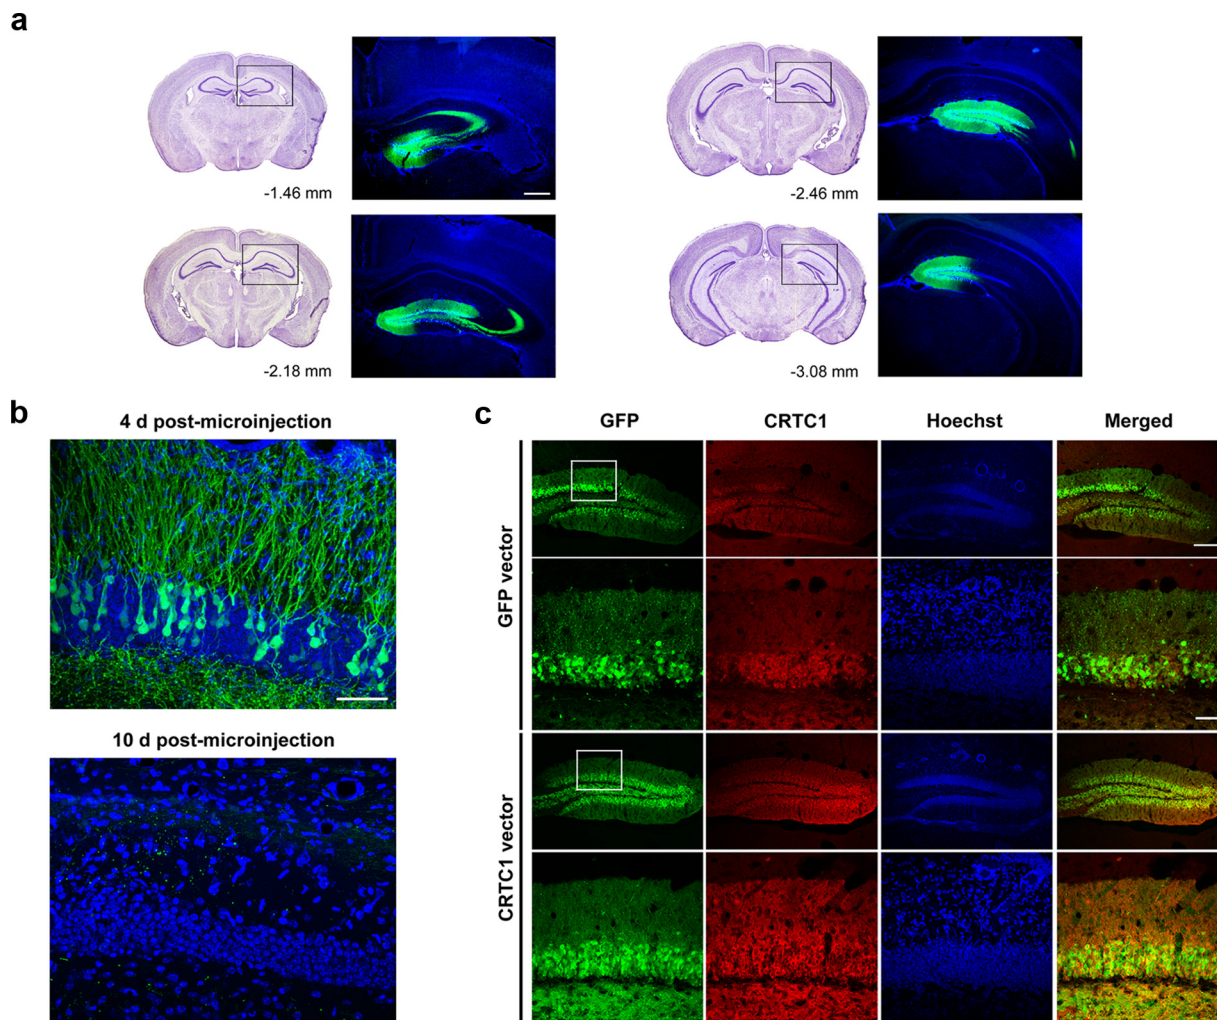 a
-1.46 mm
-2.46 mm
-2.18 mm
-3.08 mm
b
4 d post-microinjection
10 d post-microinjection
c
GFP
CRTC1
Hoechst
Merged
GFP vector
CRTC1 vector